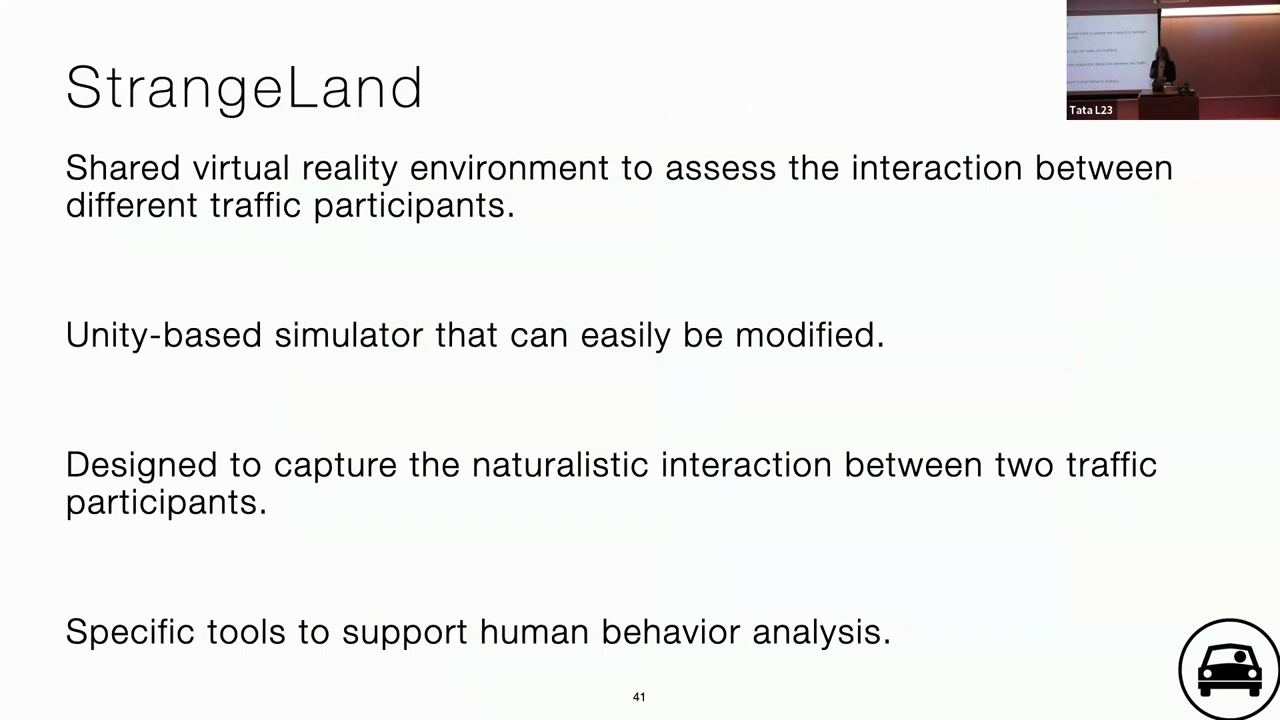 StrangeLand
Tata L23
Shared virtual reality environment to assess the interaction between
different traffic participants.
Unity-based simulator that can easily be modified.
Designed to capture the naturalistic interaction between two traffic
participants.
Specific tools to support human behavior analysis.
41